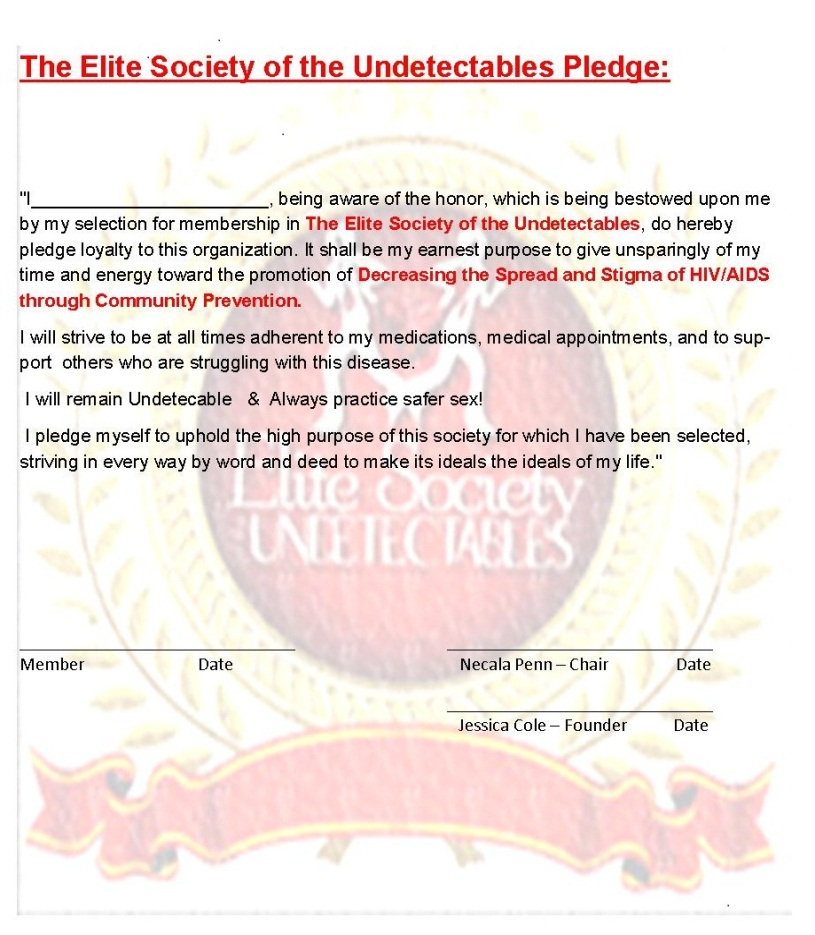 The Elite Society of the Undetectables Pledge:
"I________________________, being aware of the honor, which is being bestowed upon me
by my selection for membership in The Elite Society of the Undetectables, do hereby
pledge loyalty to this organization. It shall be my earnest purpose to give unsparingly of my
time and energy toward the promotion of Decreasing the Spread and Stigma of HIV/AIDS
through Community Prevention.
I will strive to be at all times adherent to my medications, medical appointments, and to sup-
port others who are struggling with this disease.
I will remain Undetecable & Always practice safer sex!
I pledge myself to uphold the high purpose of this society for which I have been selected,
striving in every way by word and deed to make its ideals the ideals of my life."
Elite Society
OF UNDETECTABLES
Member Date Necala Penn – Chair Date
Jessica Cole – Founder Date